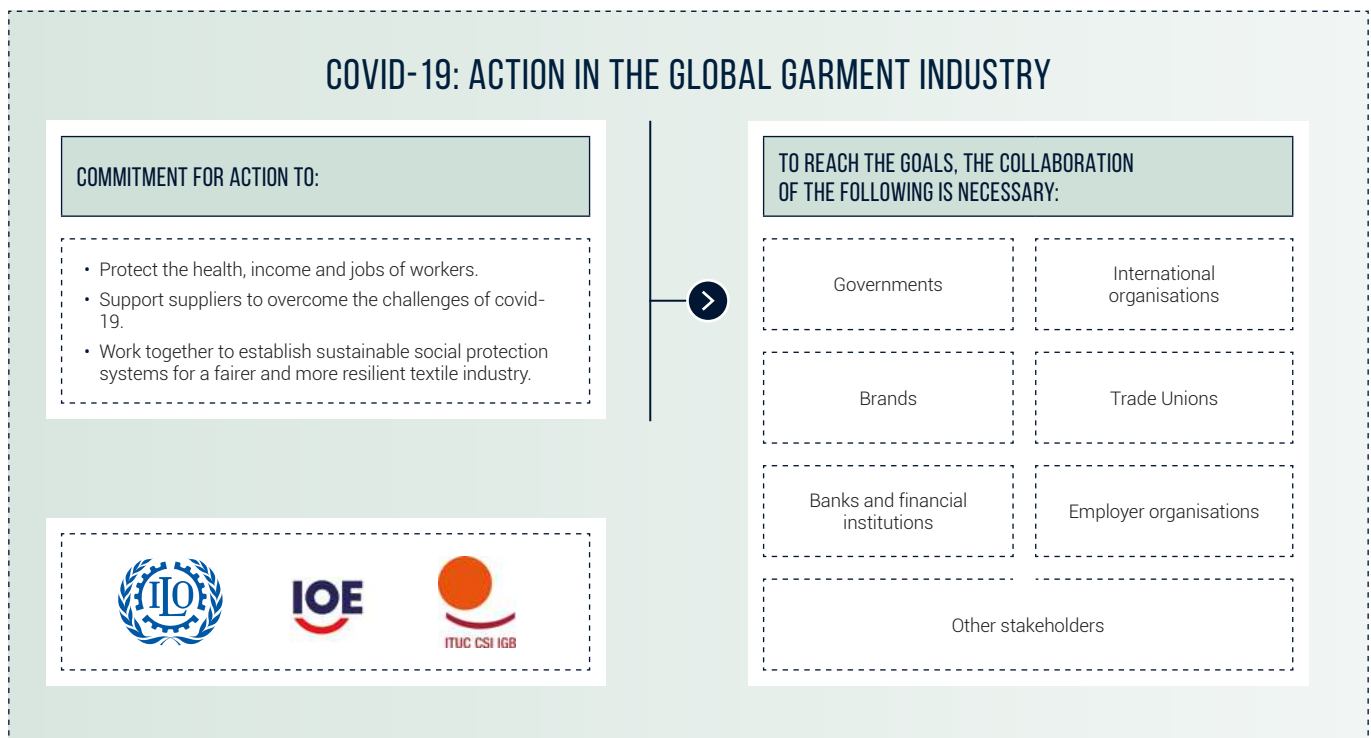 COVID-19: ACTION IN THE GLOBAL GARMENT INDUSTRY
COMMITMENT FOR ACTION TO:
• Protect the health, income and jobs of workers.
• Support suppliers to overcome the challenges of covid-
19.
• Work together to establish sustainable social protection
systems for a fairer and more resilient textile industry.
ILO
IOE
ITUC CSI IGB
TO REACH THE GOALS, THE COLLABORATION
OF THE FOLLOWING IS NECESSARY:
Governments
International
organisations
Brands
Trade Unions
Banks and financial
institutions
Employer organisations
Other stakeholders